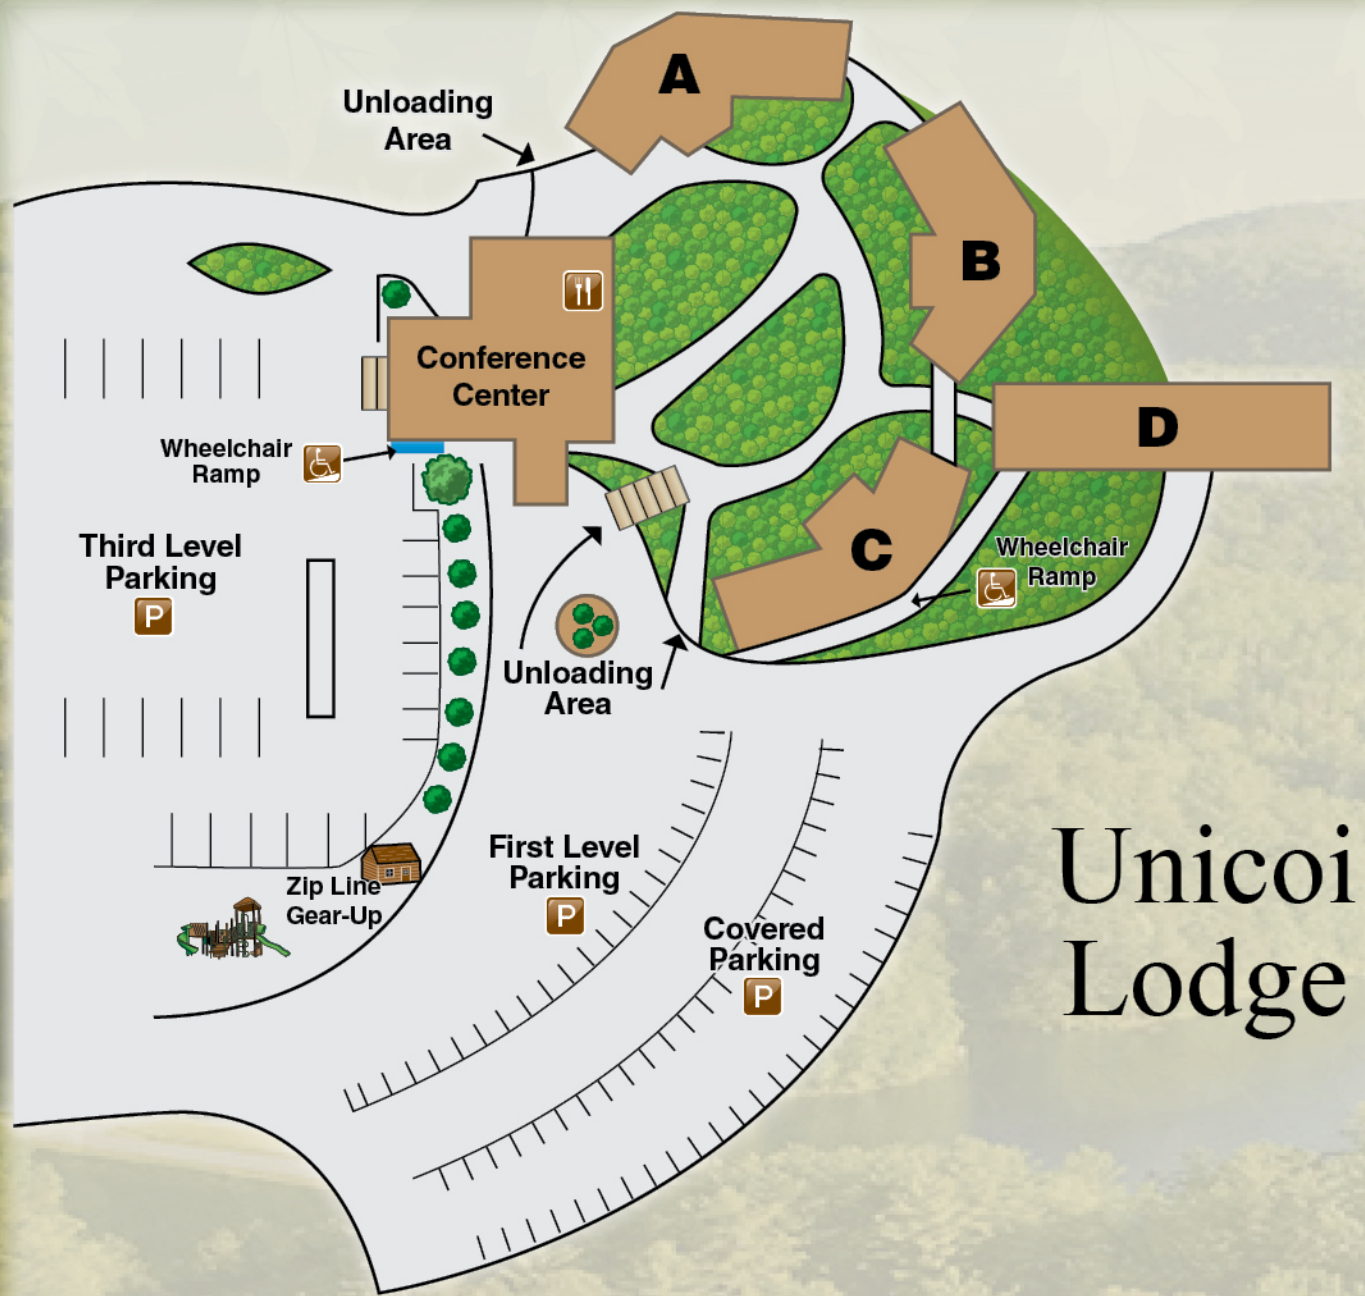 A
Unloading
Area
B
Conference
Center
D
Wheelchair
Ramp
C
Wheelchair
Ramp
Third Level
Parking
P
Unloading
Area
First Level
Parking
P
Zip Line
Gear-Up
Covered
Parking
P
Unicoi
Lodge